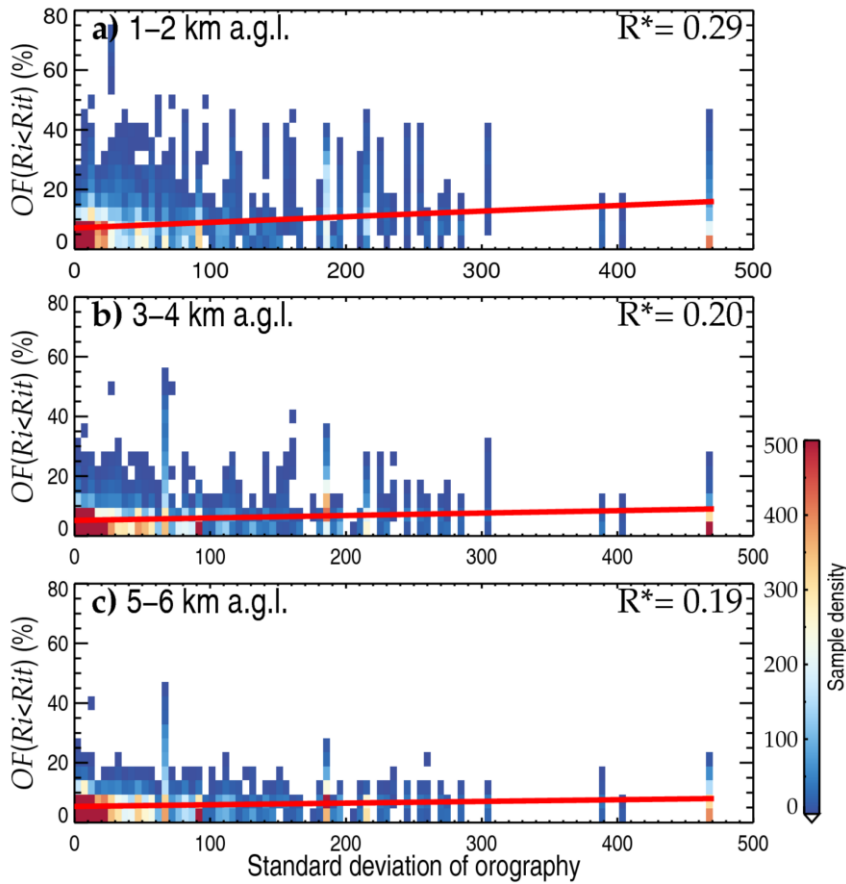 a) 1–2 km a.g.l. R*= 0.29
OF(Ri<Rit) (%)
80
60
40
20
0
0 100 200 300 400 500
b) 3–4 km a.g.l. R*= 0.20
OF(Ri<Rit) (%)
80
60
40
20
0
0 100 200 300 400 500
c) 5–6 km a.g.l. R*= 0.19
OF(Ri<Rit) (%)
80
60
40
20
0
0 100 200 300 400 500
Standard deviation of orography
500
400
300
200
100
0
Sample density